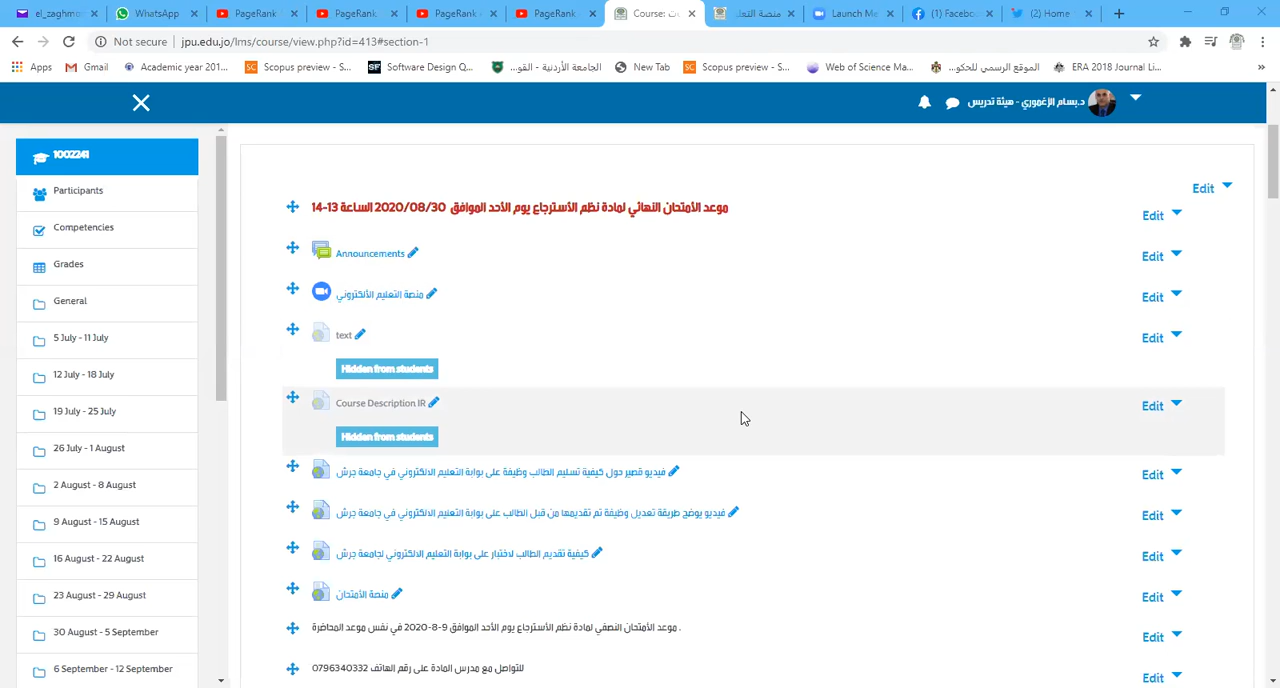 el_zaghmo
WhatsApp
PageRank
PageRank
PageRank
PageRank
Course: ت
منصة التعلـ
Launch Me
(1) Facebo
(2) Home
Not secure
jpu.edu.jo/lms/course/view.php?id=413#section-1
Apps
Gmail
Academic year 201...
Scopus preview - S...
Software Design Q...
الجامعة الأردنية - القو...
New Tab
Scopus preview - S...
Web of Science Ma...
الموقع الرسمي للحكو...
ERA 2018 Journal Li...
»
د.بسام الزغموري - هيئة تدريس
1002241
Participants
Competencies
Grades
General
5 July - 11 July
12 July - 18 July
19 July - 25 July
26 July - 1 August
2 August - 8 August
9 August - 15 August
16 August - 22 August
23 August - 29 August
30 August - 5 September
6 September - 12 September
Edit
موعد الأمتحان النهائي لمادة نظم الأسترجاع يوم الأحد الموافق 2020/08/30 الساعة 13-14
Edit
Announcements
Edit
منصة التعليم الألكتروني
Edit
text
Edit
Hidden from students
Course Description IR
Edit
Hidden from students
فيديو قصير حول كيفية تسليم الطالب وظيفة على بوابة التعليم الالكتروني في جامعة جرش
Edit
فيديو يوضح طريقة تعديل وظيفة تم تقديمها من قبل الطالب على بوابة التعليم الالكتروني في جامعة جرش
Edit
كيفية تقديم الطالب لاختبار على بوابة التعليم الالكتروني لجامعة جرش
Edit
منصة الأمتحان
Edit
موعد الأمتحان النصفي لمادة نظم الأسترجاع يوم الأحد الموافق 9-8-2020 في نفس موعد المحاضرة .
Edit
للتواصل مع مدرس المادة على رقم الهاتف 0796340332
Edit